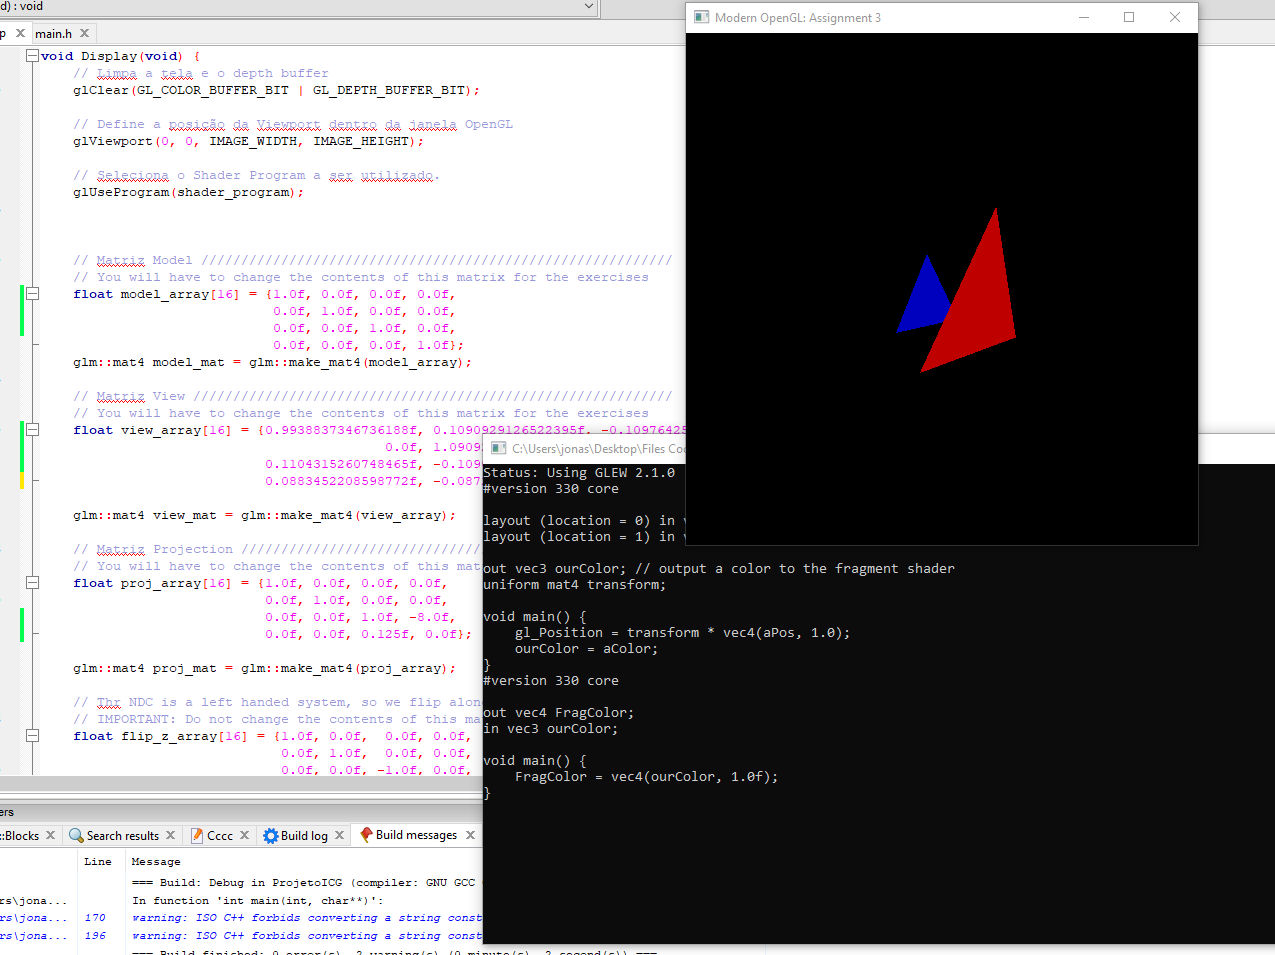 d) : void
p
main.h
void Display(void) {
// Limpa a tela e o depth buffer
glClear(GL_COLOR_BUFFER_BIT | GL_DEPTH_BUFFER_BIT);
// Define a posição da Viewport dentro da janela OpenGL
glViewport(0, 0, IMAGE_WIDTH, IMAGE_HEIGHT);
// Seleciona o Shader Program a ser utilizado.
glUseProgram(shader_program);
// Matriz Model ////////////////////////////////////////////////////////////
// You will have to change the contents of this matrix for the exercises
float model_array[16] = {1.0f, 0.0f, 0.0f, 0.0f,
0.0f, 1.0f, 0.0f, 0.0f,
0.0f, 0.0f, 1.0f, 0.0f,
0.0f, 0.0f, 0.0f, 1.0f};
glm::mat4 model_mat = glm::make_mat4(model_array);
// Matriz View /////////////////////////////////////////////////////////////
// You will have to change the contents of this matrix for the exercises
float view_array[16] = {0.9938837346736188f, 0.1090929126522395f, -0.10976425
0.0f, 1.0909
0.1104315260748465f, -0.109
0.0883452208598772f, -0.087
glm::mat4 view_mat = glm::make_mat4(view_array);
// Matriz Projection ///////////////////////////////
// You will have to change the contents of this mat
float proj_array[16] = {1.0f, 0.0f, 0.0f, 0.0f,
0.0f, 1.0f, 0.0f, 0.0f,
0.0f, 0.0f, 1.0f, -8.0f,
0.0f, 0.0f, 0.125f, 0.0f};
glm::mat4 proj_mat = glm::make_mat4(proj_array);
// Thr NDC is a left handed system, so we flip alon
// IMPORTANT: Do not change the contents of this ma
float flip_z_array[16] = {1.0f, 0.0f, 0.0f, 0.0f,
0.0f, 1.0f, 0.0f, 0.0f,
0.0f, 0.0f, -1.0f, 0.0f,
Modern OpenGL: Assignment 3
C:\Users\jonas\Desktop\Files Co
Status: Using GLEW 2.1.0
#version 330 core
layout (location = 0) in v
layout (location = 1) in v
out vec3 ourColor; // output a color to the fragment shader
uniform mat4 transform;
void main() {
gl_Position = transform * vec4(aPos, 1.0);
ourColor = aColor;
}
#version 330 core
out vec4 FragColor;
in vec3 ourColor;
void main() {
FragColor = vec4(ourColor, 1.0f);
}
ers
::Blocks
Search results
Cccc
Build log
Build messages
Line Message
=== Build: Debug in ProjetoICG (compiler: GNU GCC
rs\jona... In function 'int main(int, char**)':
rs\jona... 170 warning: ISO C++ forbids converting a string const
rs\jona... 196 warning: ISO C++ forbids converting a string const
=== Build finished: 0 error(s), 2 warning(s) (0 minute(s), 2 second(s)) ===